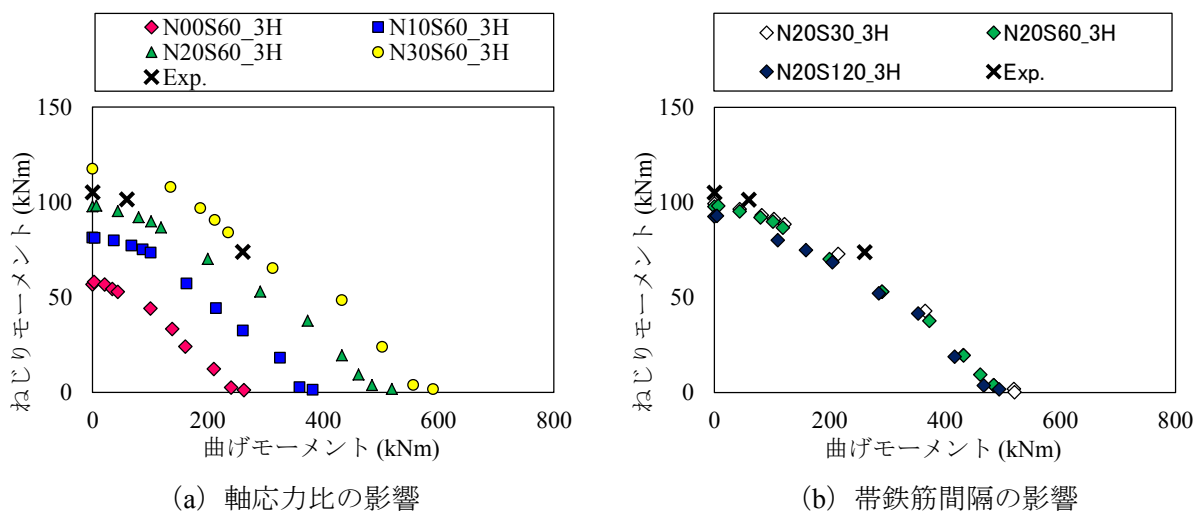 N00S60_3H N10S60_3H
N20S60_3H N30S60_3H
Exp.
150
100
50
0
ねじりモーメント (kNm)
0 200 400 600 800
曲げモーメント (kNm)
(a) 軸応力比の影響
N20S30_3H N20S60_3H
N20S120_3H Exp.
150
100
50
0
ねじりモーメント (kNm)
0 200 400 600 800
曲げモーメント (kNm)
(b) 帯鉄筋間隔の影響